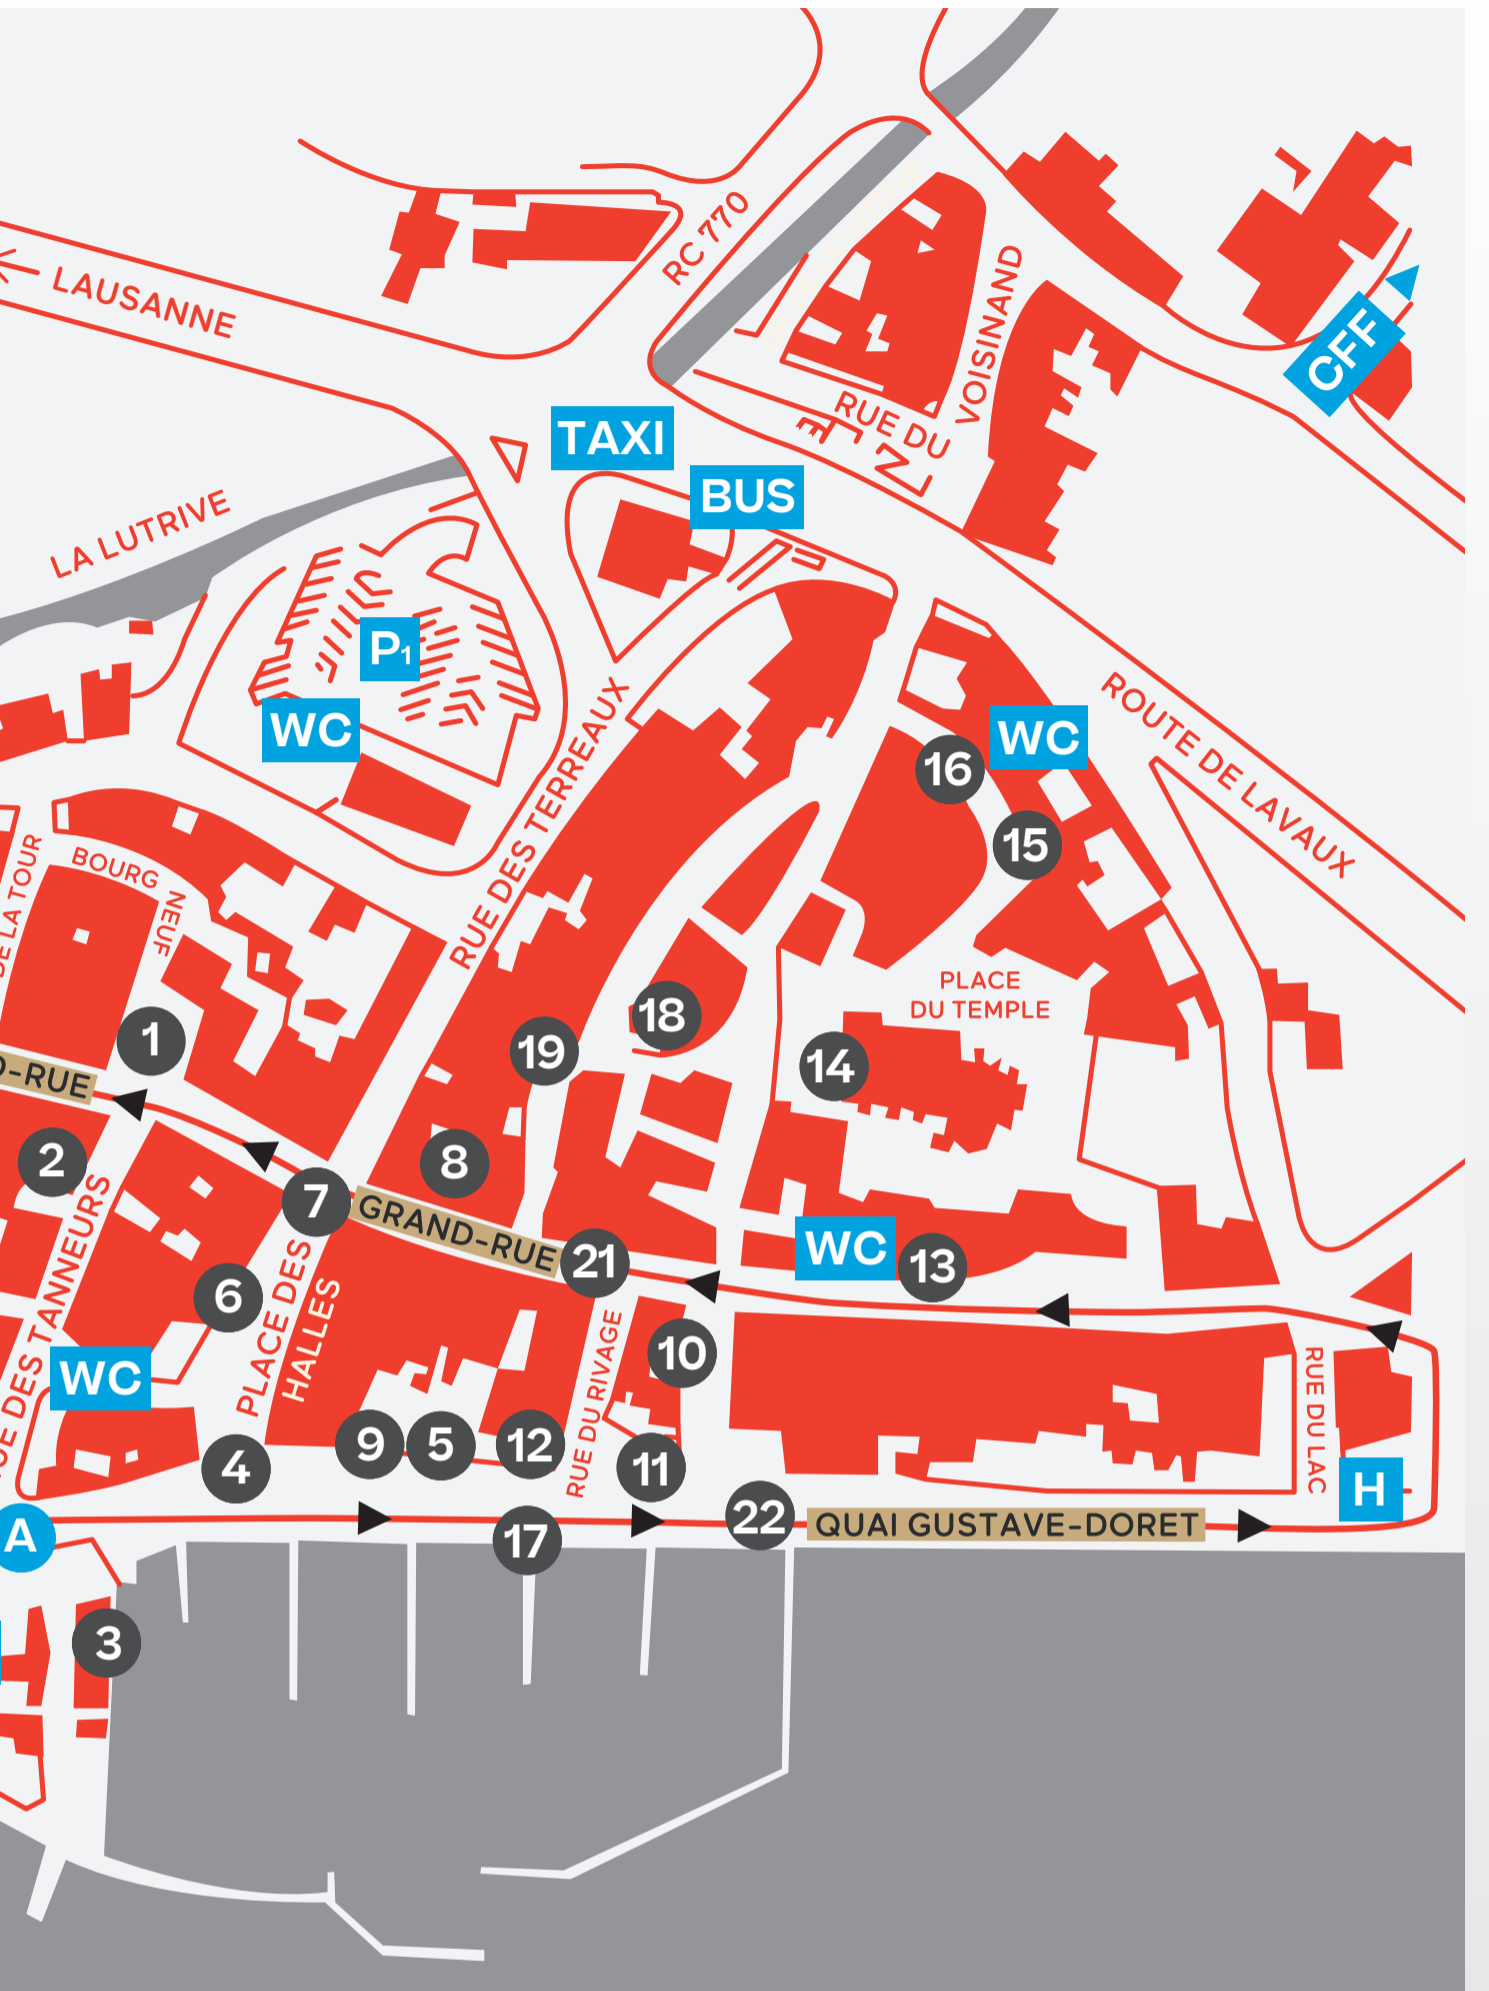 RC 770
LAUSANNE
CFF
VOISINAND
RUE DU
TAXI
BUS
LA LUTRIVE
P1
WC
ROUTE DE LAVAUX
WC
16
15
RUE DES TERREAUX
DE LA TOUR
BOURG
NEUF
PLACE
DU TEMPLE
18
1
19
14
D-RUE
2
8
7
GRAND-RUE
21
WC
13
6
PLACE DES
HALLES
RUE DES TANNEURS
WC
10
RUE DU RIVAGE
RUE DU LAC
9
5
12
11
4
H
22
QUAI GUSTAVE-DORET
17
A
3